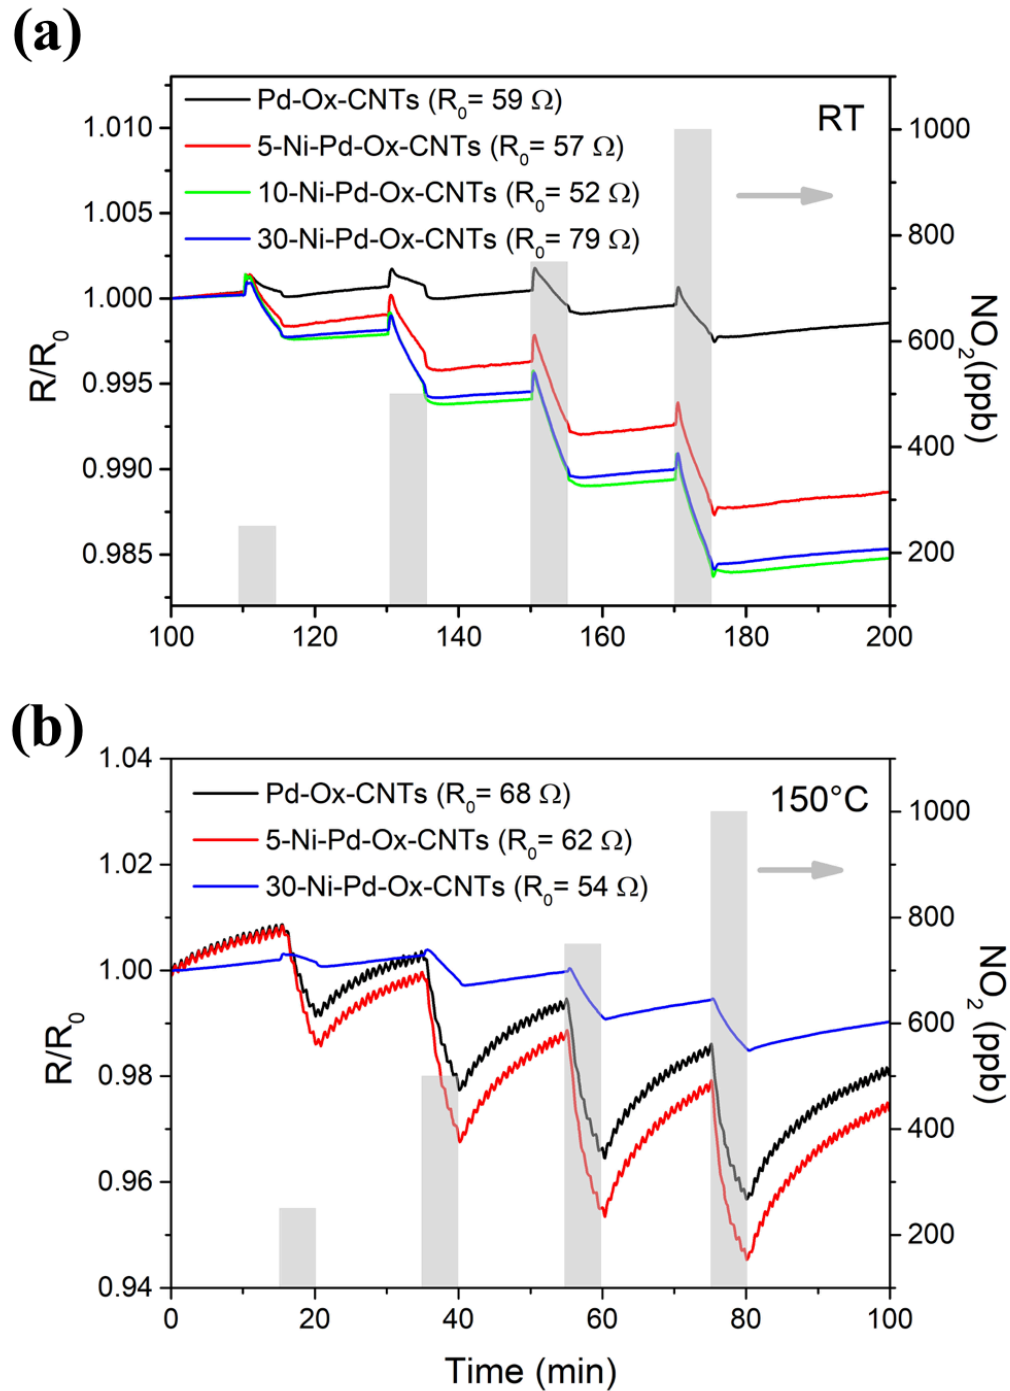 (a)
Pd-Ox-CNTs (R₀= 59 Ω)
5-Ni-Pd-Ox-CNTs (R₀= 57 Ω)
10-Ni-Pd-Ox-CNTs (R₀= 52 Ω)
30-Ni-Pd-Ox-CNTs (R₀= 79 Ω)
RT
1.010
1.005
1.000
0.995
0.990
0.985
R/R₀
1000
800
600
400
200
NO₂(ppb)
100 120 140 160 180 200
(b)
Pd-Ox-CNTs (R₀= 68 Ω)
5-Ni-Pd-Ox-CNTs (R₀= 62 Ω)
30-Ni-Pd-Ox-CNTs (R₀= 54 Ω)
150°C
1.04
1.02
1.00
0.98
0.96
0.94
R/R₀
1000
800
600
400
200
NO₂ (ppb)
0 20 40 60 80 100
Time (min)